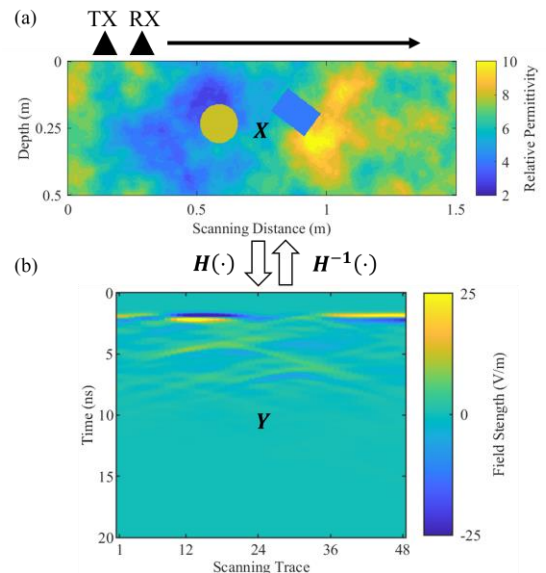 (a)
TX RX
Depth (m)
0
0.25
0.5
X
0 0.5 1 1.5
Scanning Distance (m)
10
8
6
4
2
Relative Permittivity
H(·) H⁻¹(·)
(b)
Time (ns)
0
5
10
15
20
Y
1 12 24 36 48
Scanning Trace
25
0
-25
Field Stength (V/m)